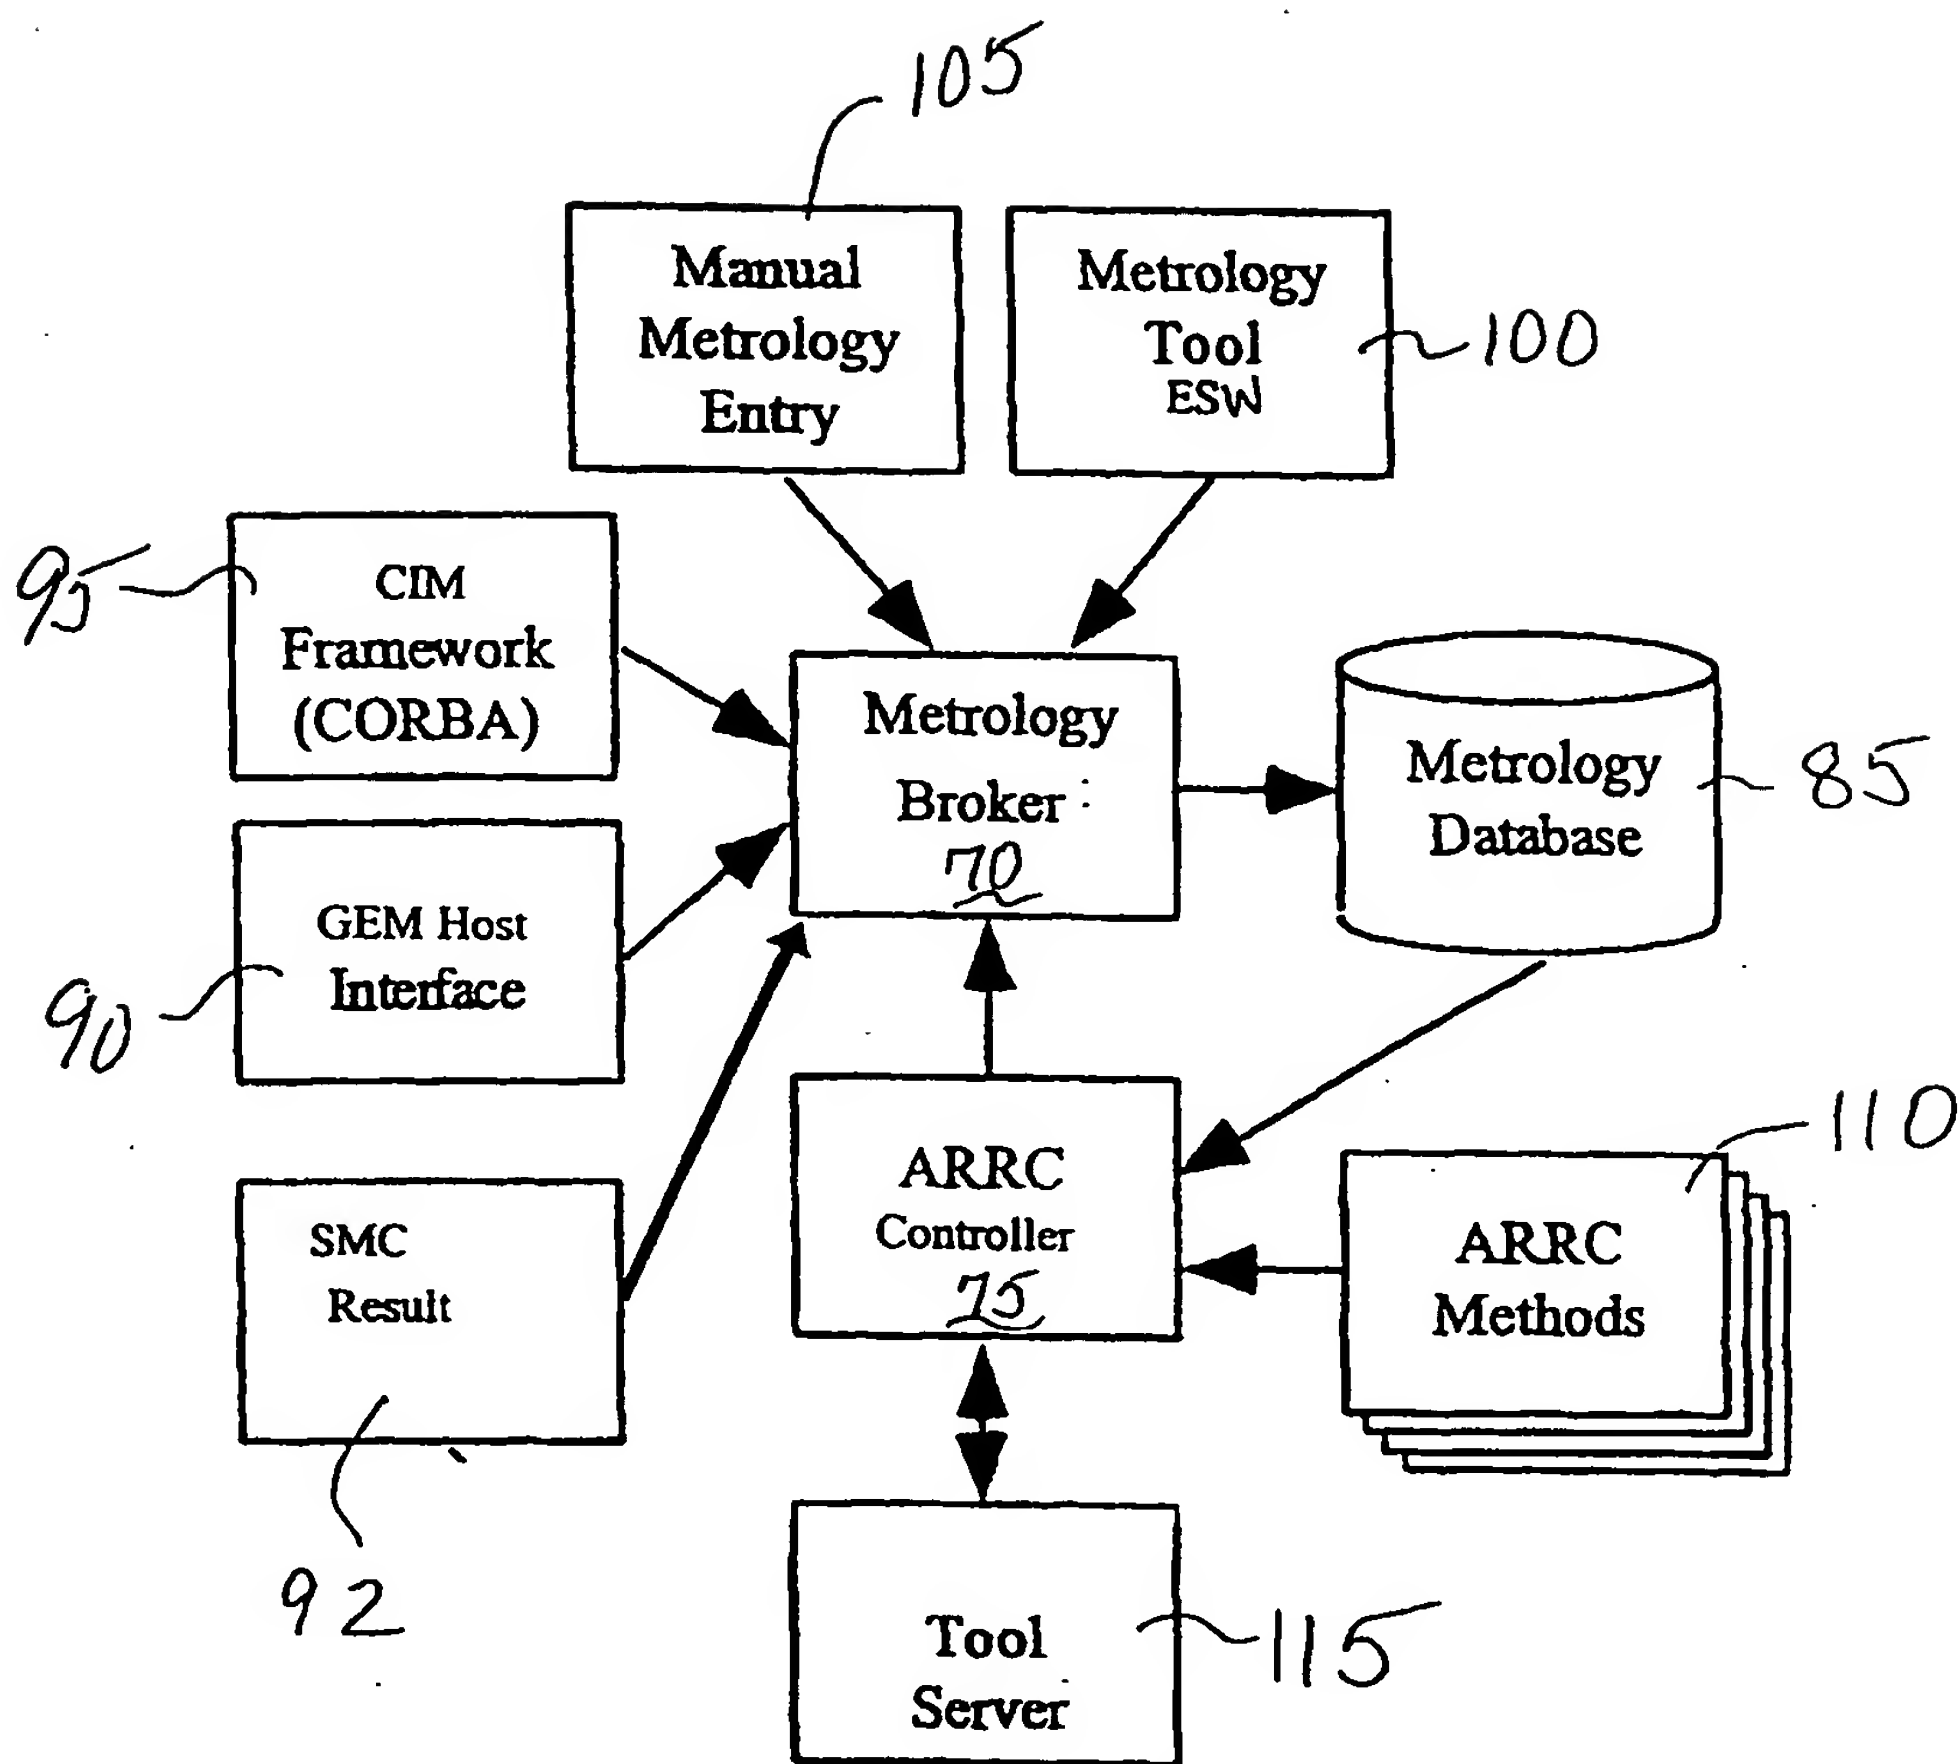 105
Manual
Metrology
Entry
Metrology
Tool
ESW
100
95
CIM
Framework
(CORBA)
Metrology
Broker :
70
Metrology
Database
85
GEM Host
Interface
90
SMC
Result
92
ARRC
Controller
75
110
ARRC
Methods
Tool
Server
115